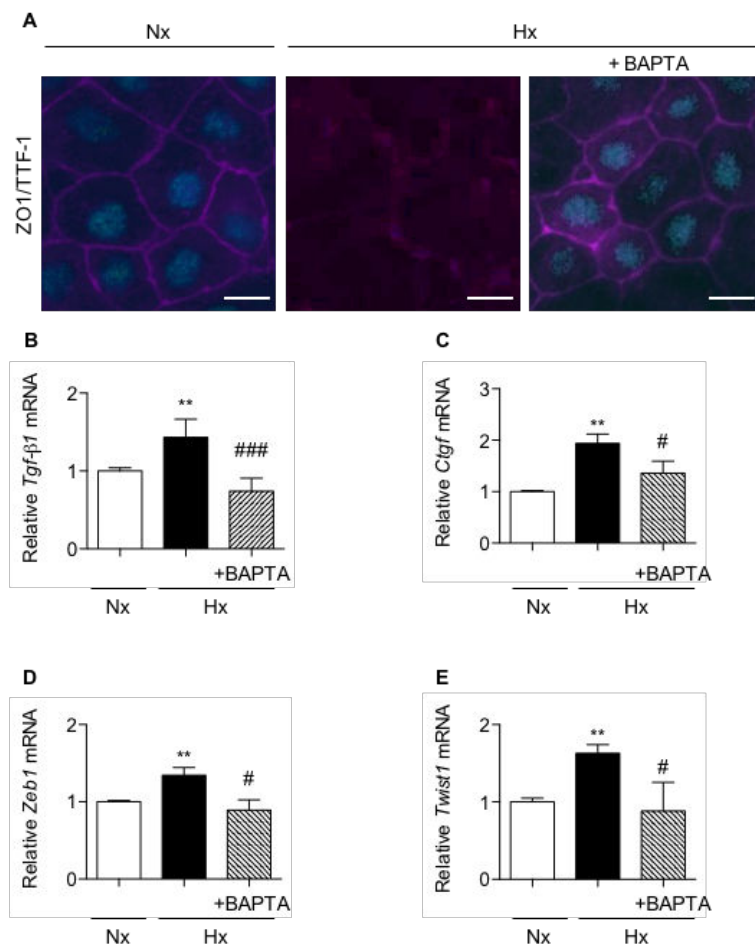 A
Nx
Hx
+ BAPTA
ZO1/TTF-1
B
C
Relative Tgf-β1 mRNA
2
1
0
**
###
+BAPTA
Nx
Hx
Relative Ctgf mRNA
3
2
1
0
**
#
+BAPTA
Nx
Hx
D
E
Relative Zeb1 mRNA
2
1
0
**
#
+BAPTA
Nx
Hx
Relative Twist1 mRNA
2
1
0
**
#
+BAPTA
Nx
Hx